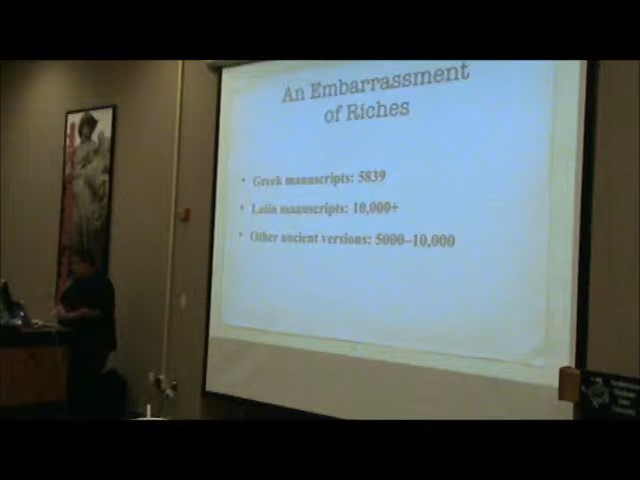 An Embarrassment
of Riches
• Greek manuscripts: 5839
• Latin manuscripts: 10,000+
• Other ancient versions: 5000–10,000